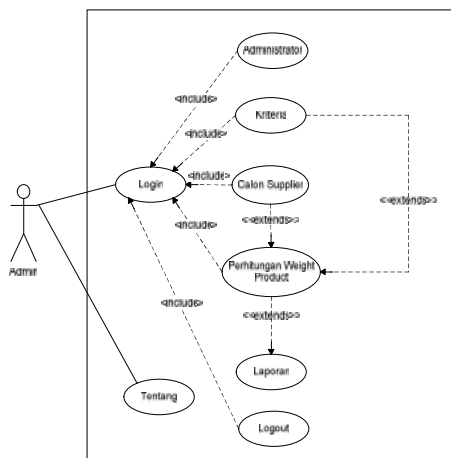 Administrator
<include>
Kriteria
<include>
<include>
Login
Calon Supplier
<<extends>>
<<extends>>
<include>
Admin
Perhitungan Weight
Product
<include>
<<extends>>
Laporan
Tentang
Logout